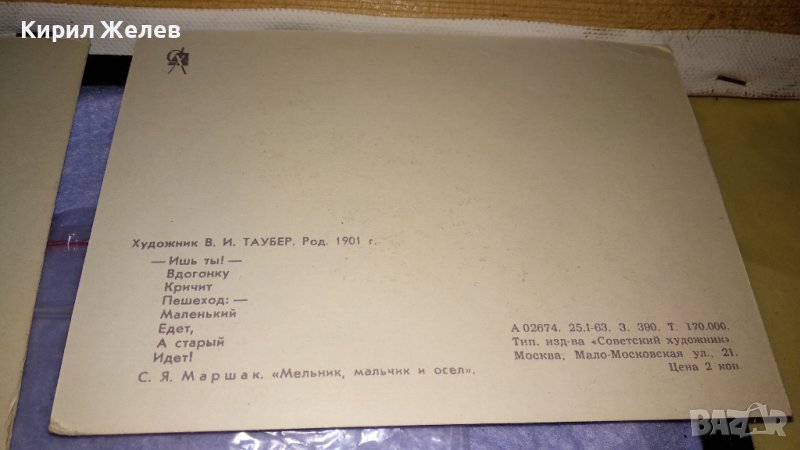 Кирил Желев
Художник В. И. ТАУБЕР. Род. 1901 г.
— Ишь ты! —
Вдогонку
Кричит
Пешеход: —
Маленький
Едет,
А старый
Идет!
С. Я. Маршак. «Мельник, мальчик и осел».
А 02674. 25.I-63. З. 390. Т. 170.000.
Тип. изд-ва «Советский художник»
Москва, Мало-Московская ул., 21.
Цена 2 коп.
BAZAR